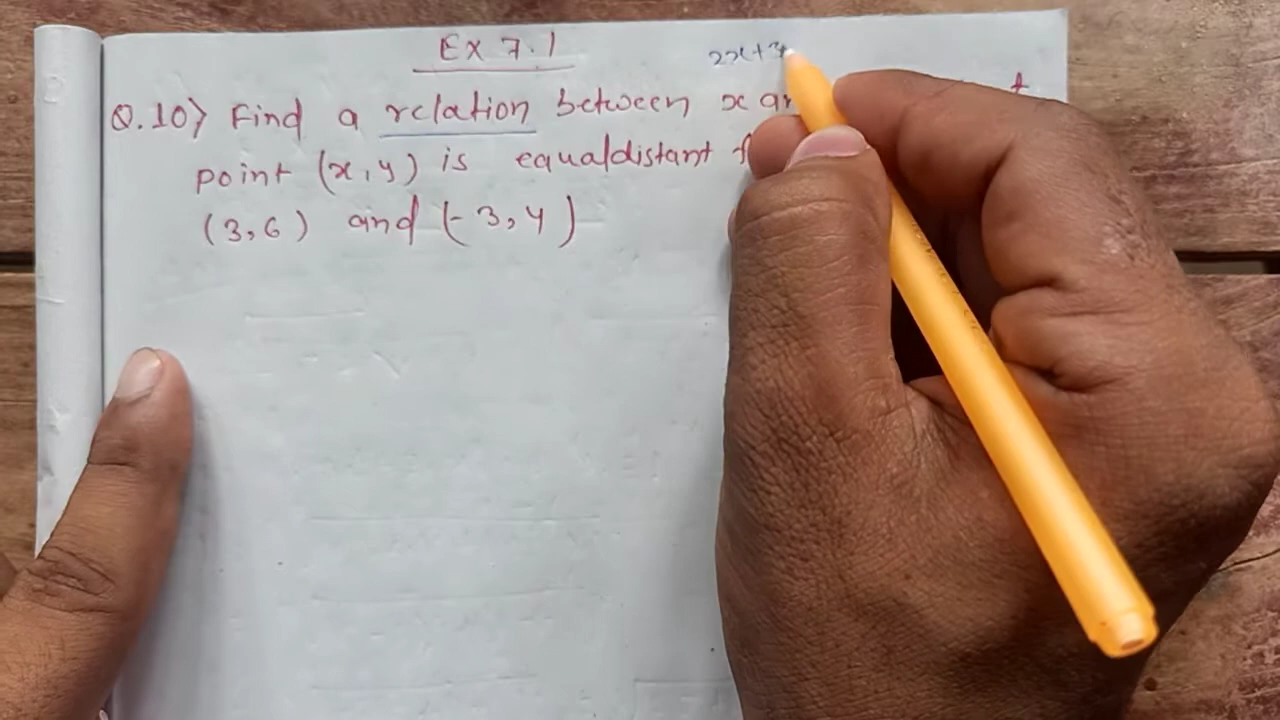 Ex 7.1
2x+3
Q.10) Find a relation between x
point (x,y) is equaldistant
(3,6) and (-3,4)